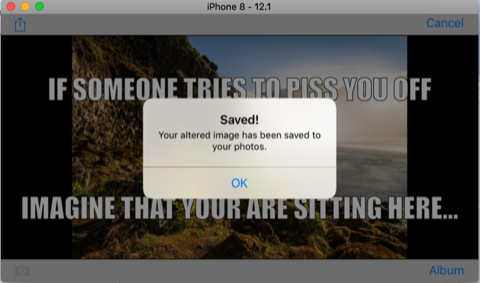 iPhone 8 - 12.1
Cancel
IF SOMEONE TRIES TO PISS YOU OFF
Saved!
Your altered image has been saved to
your photos.
OK
IMAGINE THAT YOUR ARE SITTING HERE...
Album